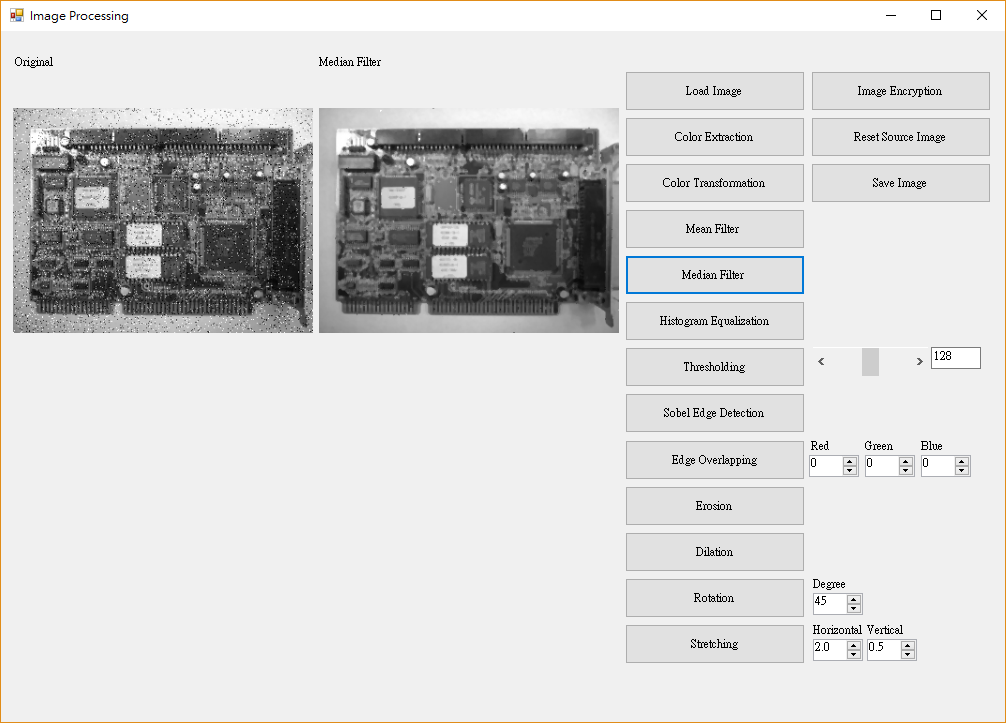 Image Processing
Original
Median Filter
Load Image
Image Encryption
Color Extraction
Reset Source Image
Color Transformation
Save Image
Mean Filter
Median Filter
Histogram Equalization
Thresholding
128
Sobel Edge Detection
Edge Overlapping
Red
Green
Blue
0
0
0
Erosion
Dilation
Rotation
Degree
45
Stretching
Horizontal
Vertical
2.0
0.5